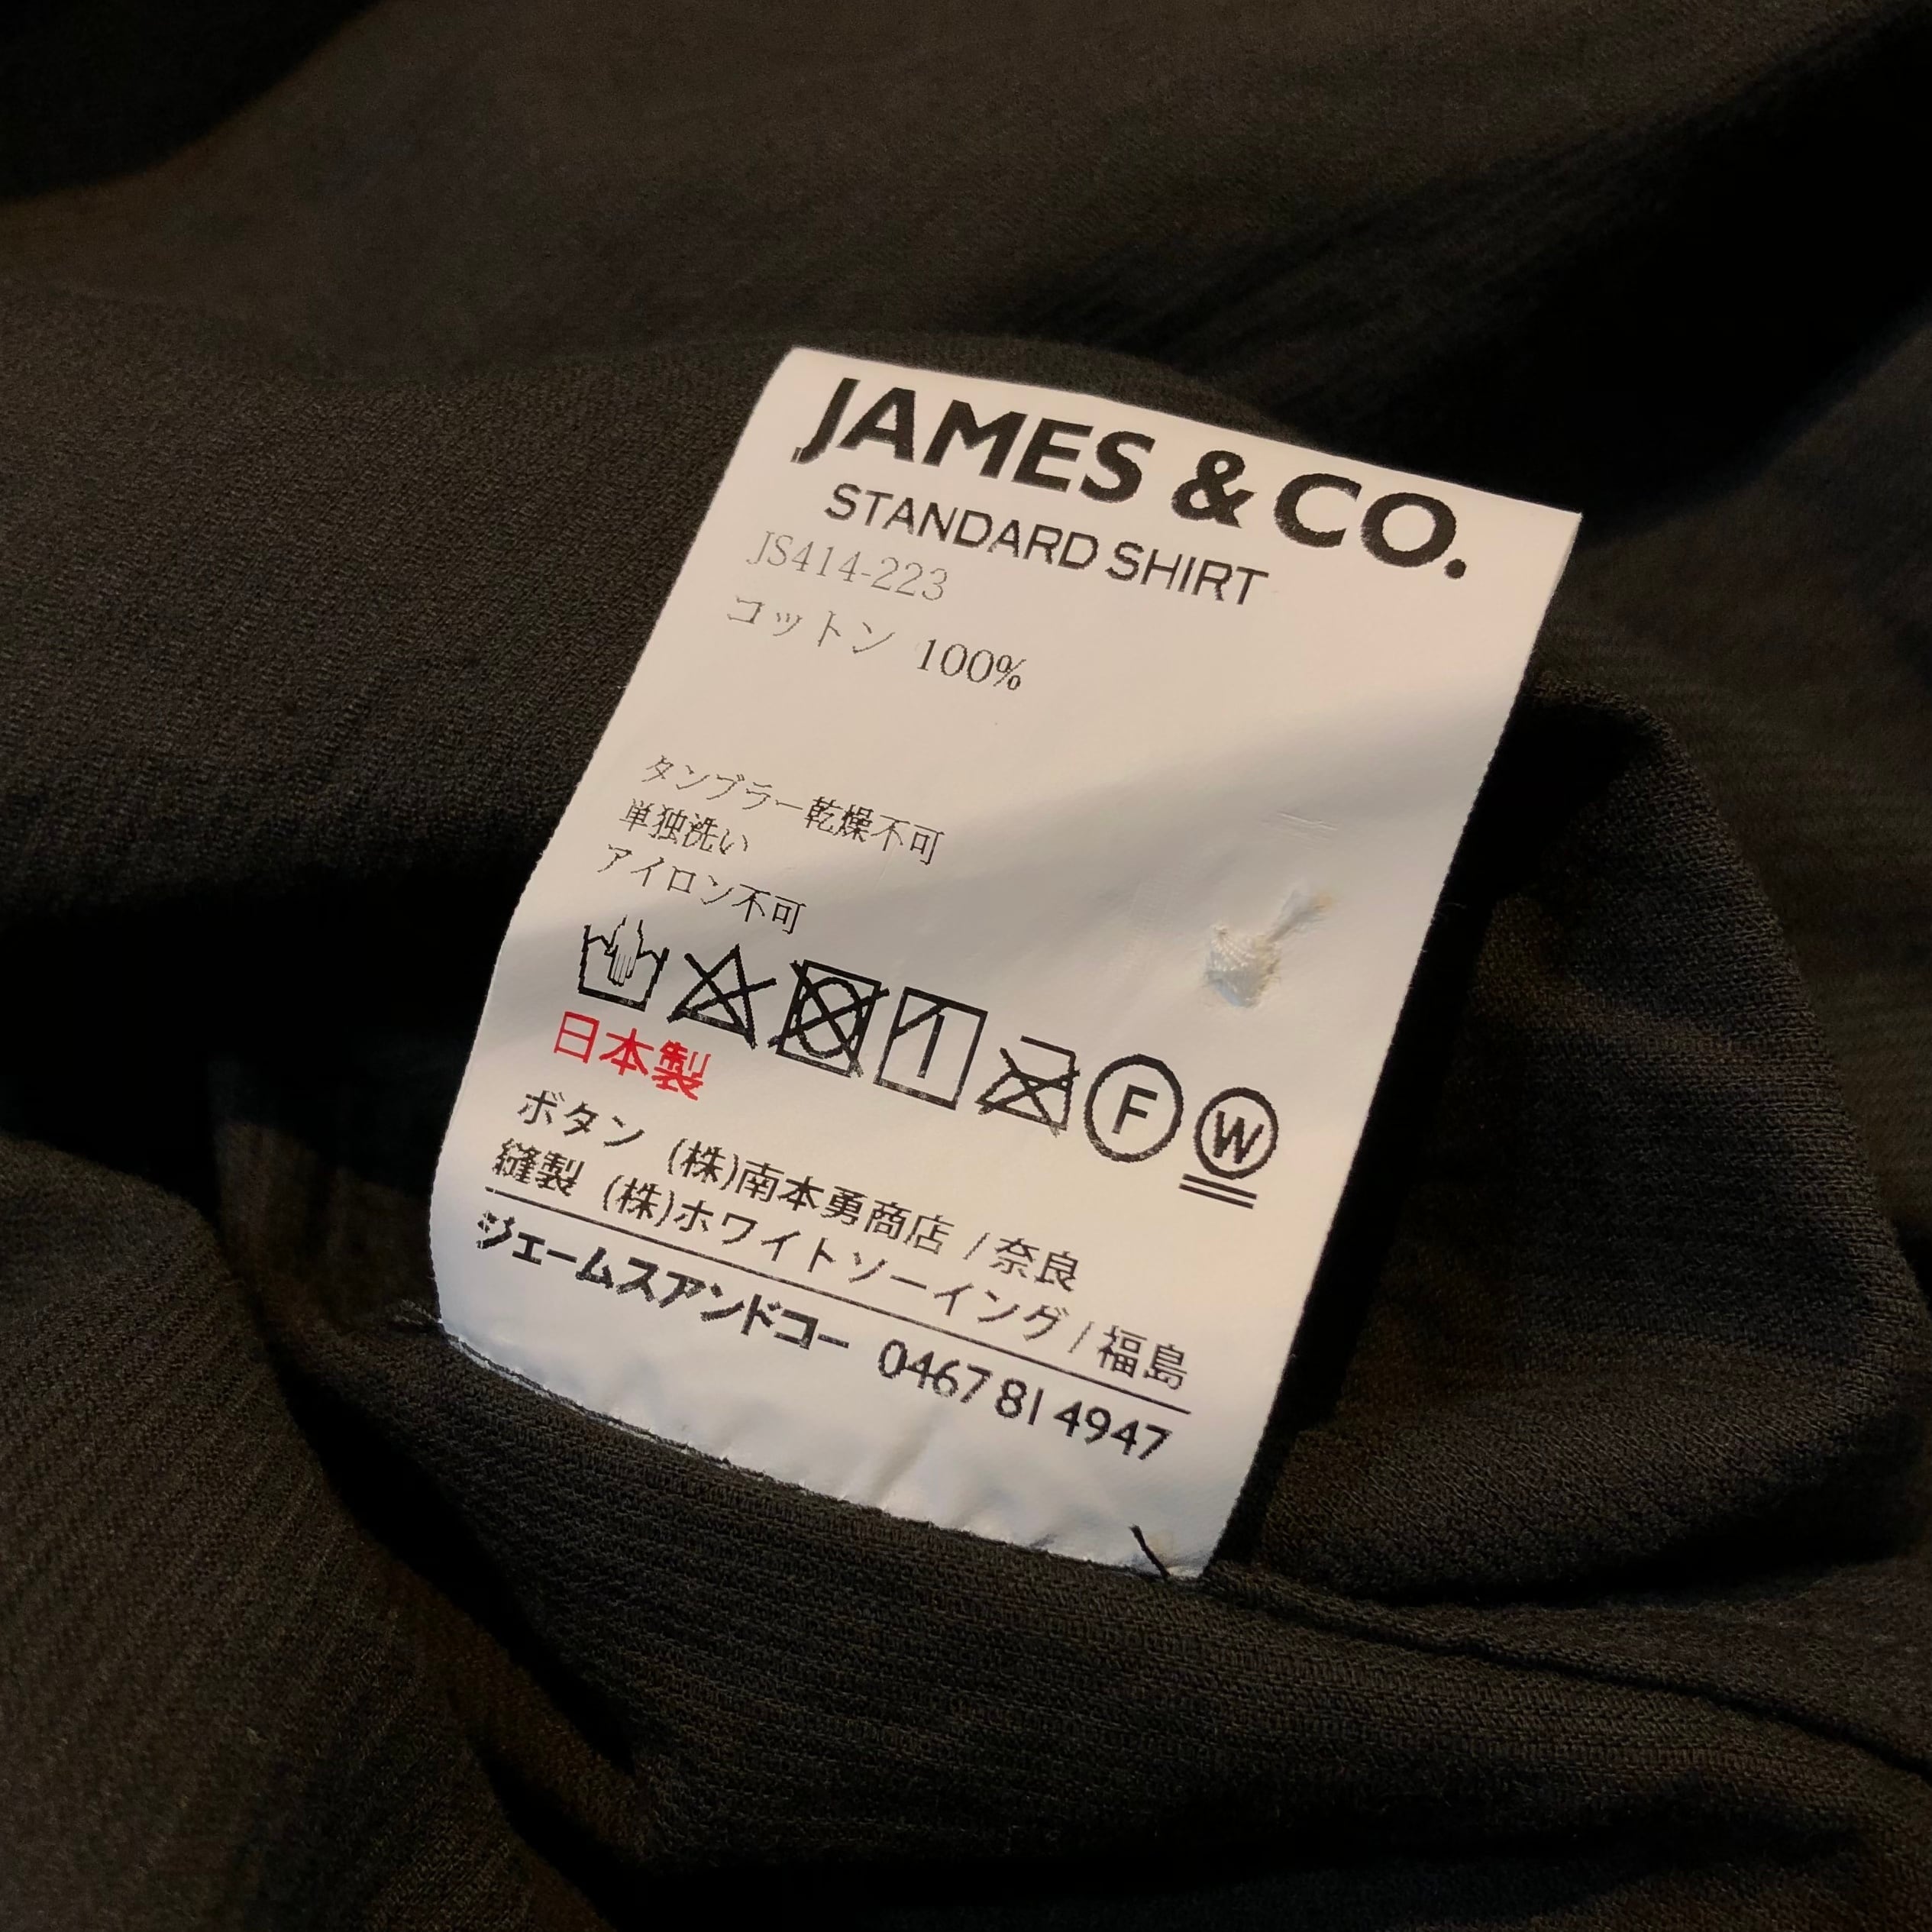 JAMES & CO.
STANDARD SHIRT
JS414-223
コットン 100%
タンブラー乾燥不可
単独洗い
アイロン不可
F W
日本製
ボタン (株)南本勇商店 / 奈良
縫製 (株)ホワイトソーイング / 福島
ジェームスアンドコー 0467 81 4947